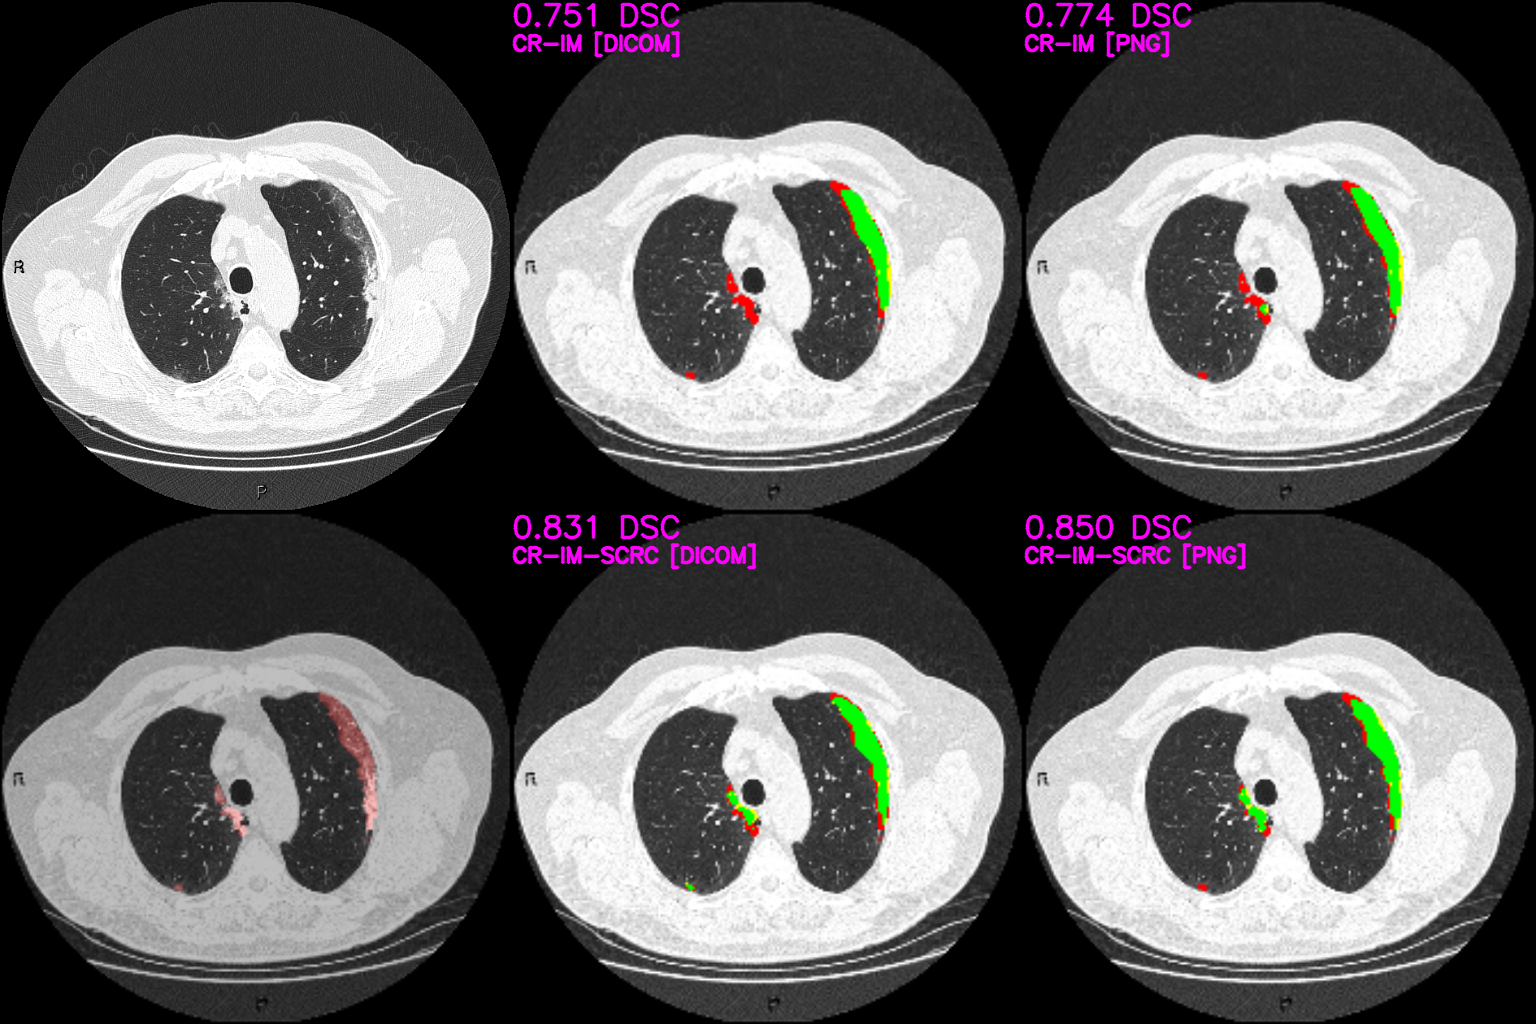 0.751 DSC
CR-IM [DICOM]
0.774 DSC
CR-IM [PNG]
R
R
R
P
P
P
0.831 DSC
CR-IM-SCRC [DICOM]
0.850 DSC
CR-IM-SCRC [PNG]
R
R
R
P
P
P